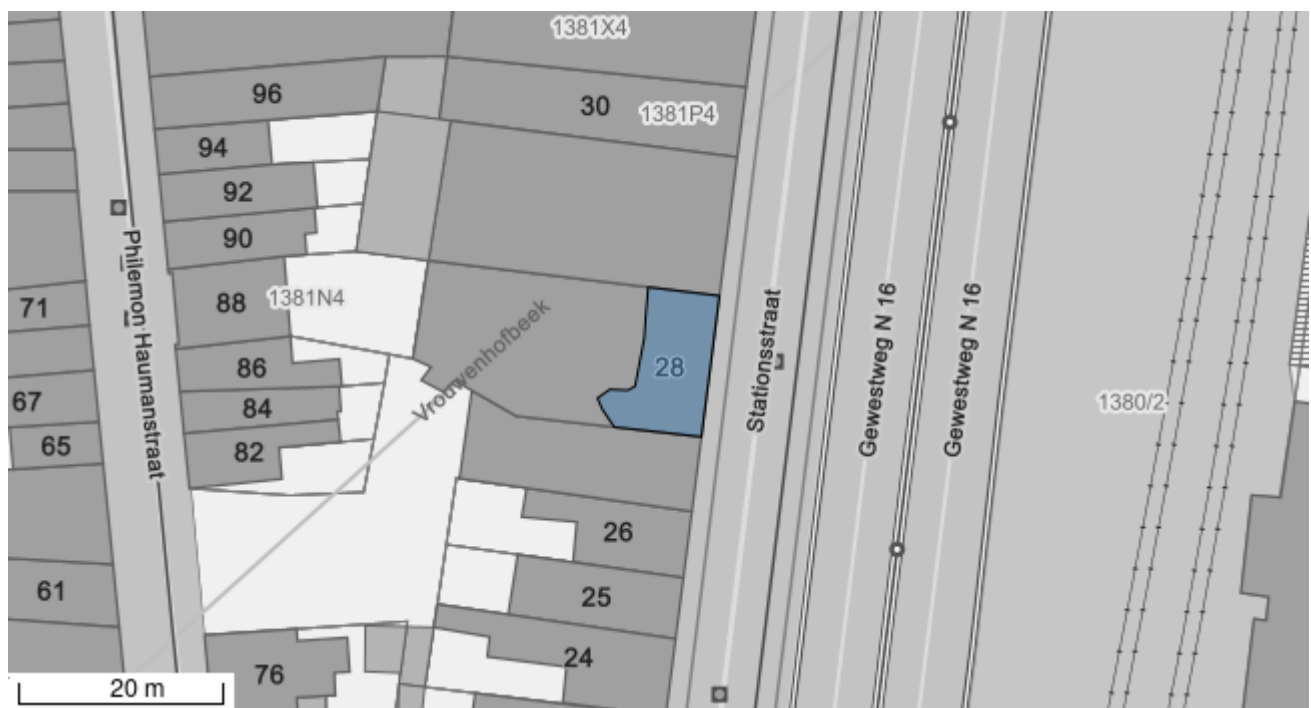 1381X4
96
30
1381P4
94
92
90
Philemon Haumanstraat
88
1381N4
71
Vrouwenhofbeek
28
Stationsstraat
Gewestweg N 16
Gewestweg N 16
86
67
84
1380/2
65
82
26
61
25
24
76
20 m